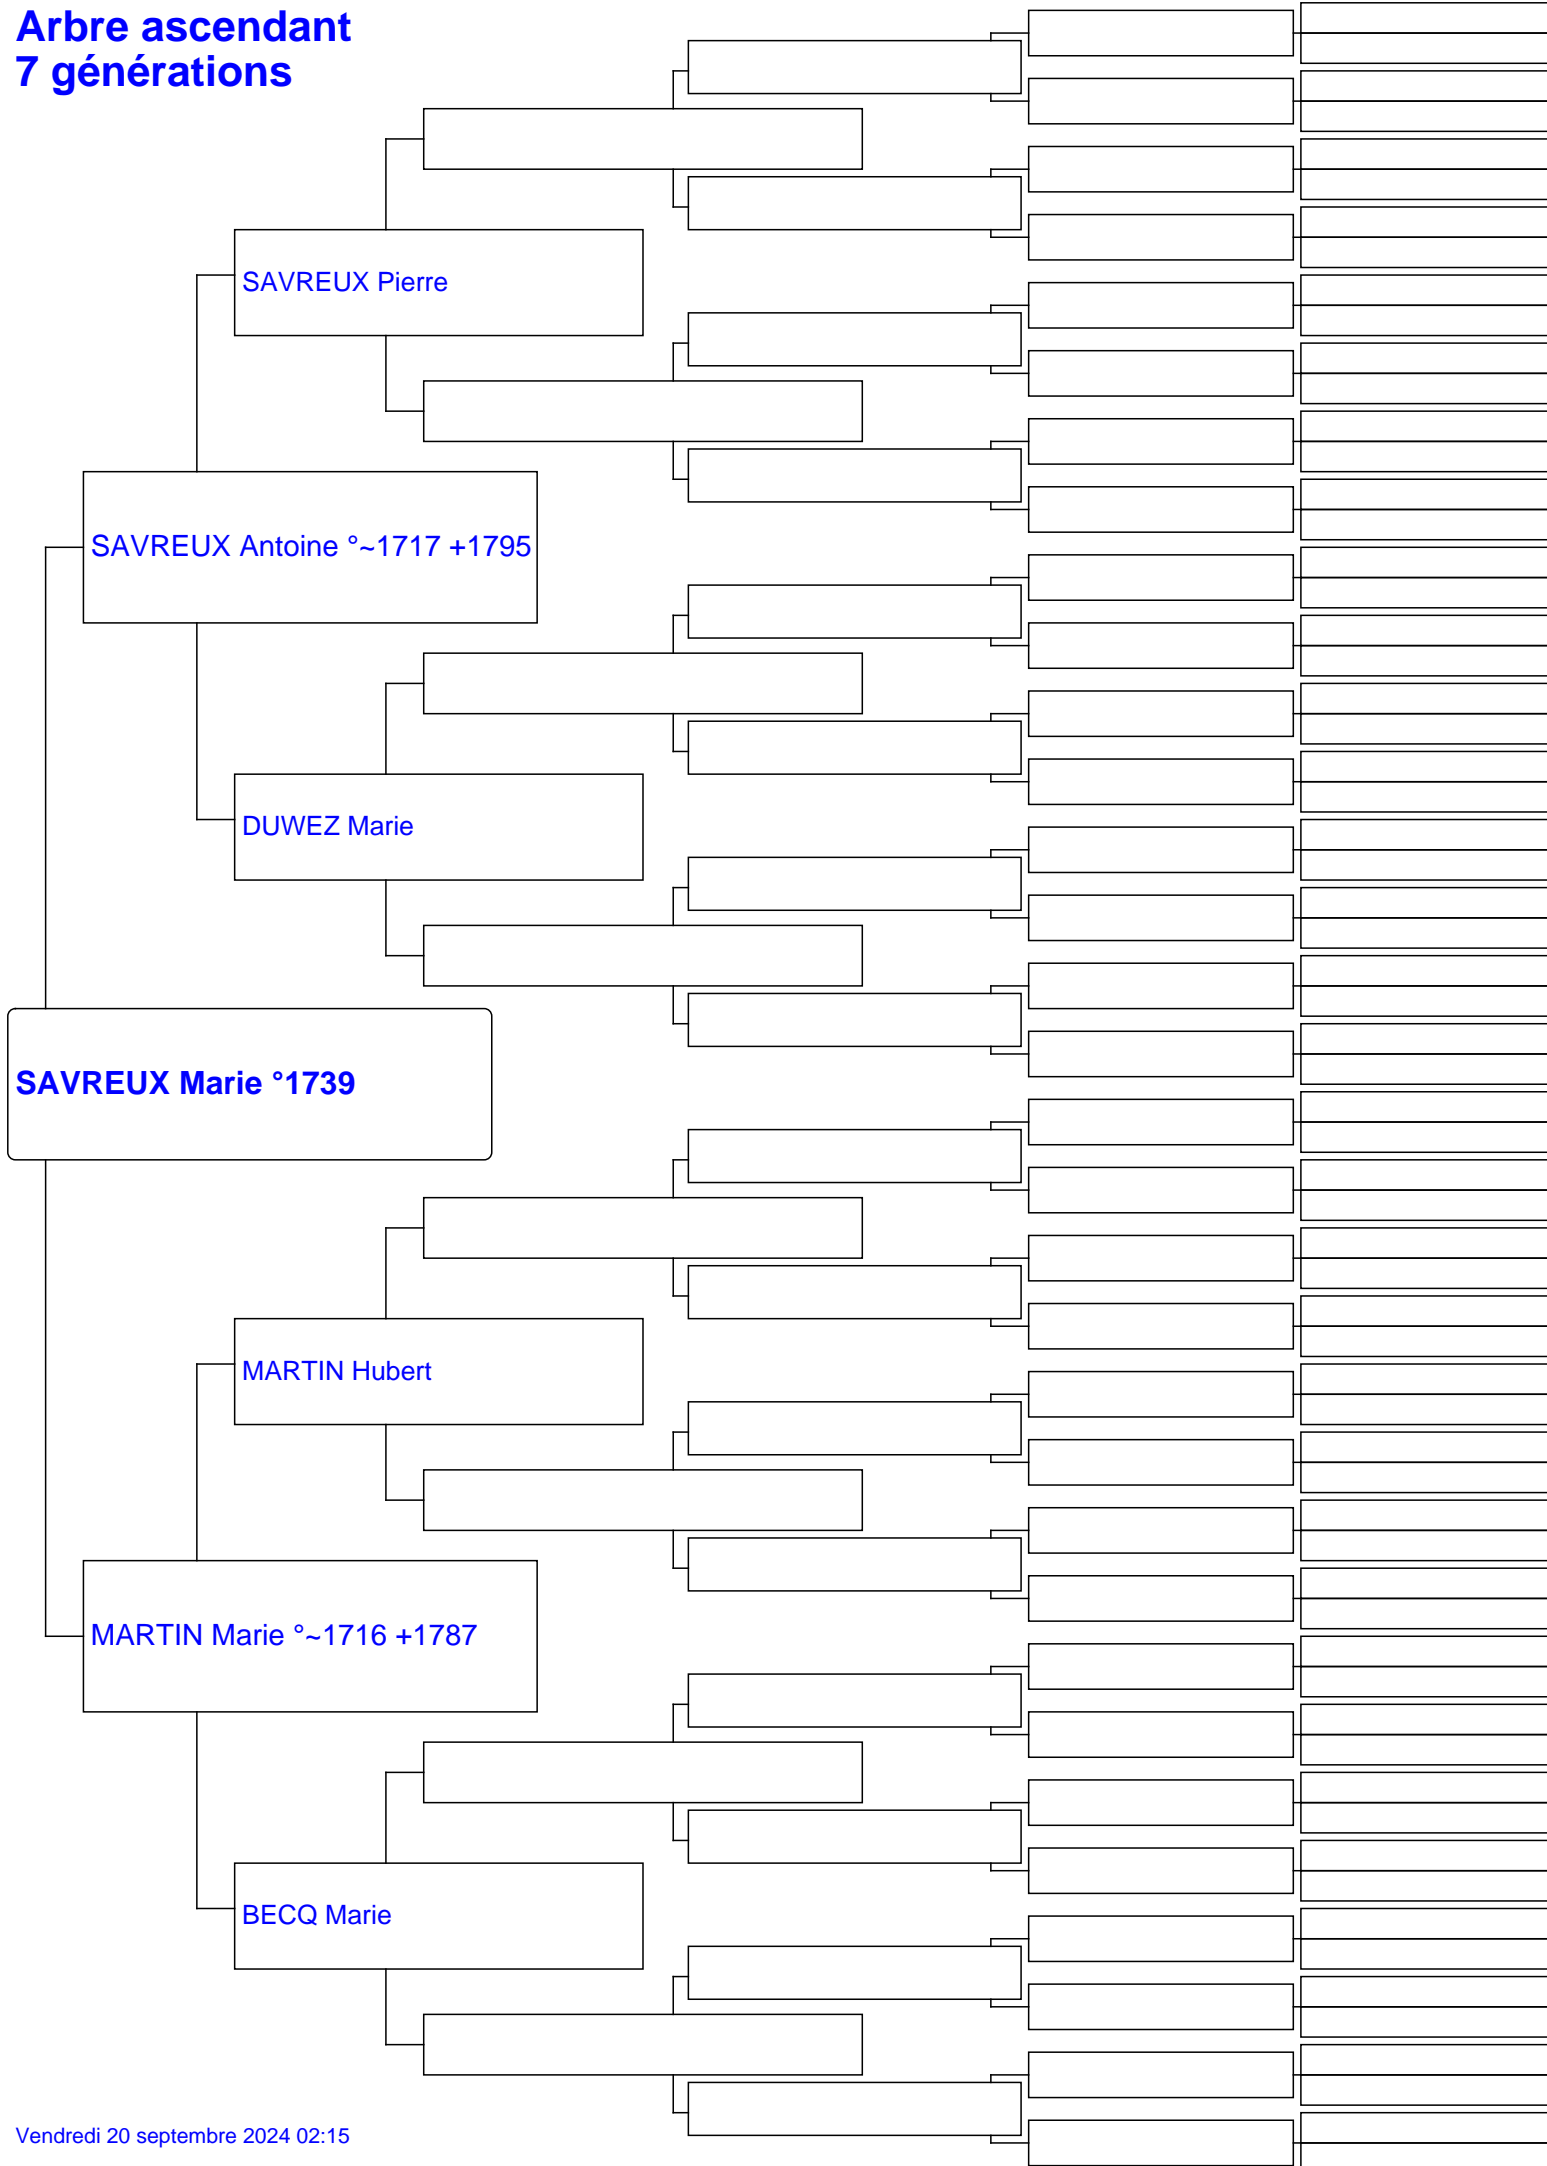 Arbre ascendant
7 générations
SAVREUX Pierre
SAVREUX Antoine °~1717 +1795
DUWEZ Marie
SAVREUX Marie °1739
MARTIN Hubert
MARTIN Marie °~1716 +1787
BECQ Marie
Vendredi 20 septembre 2024 02:15